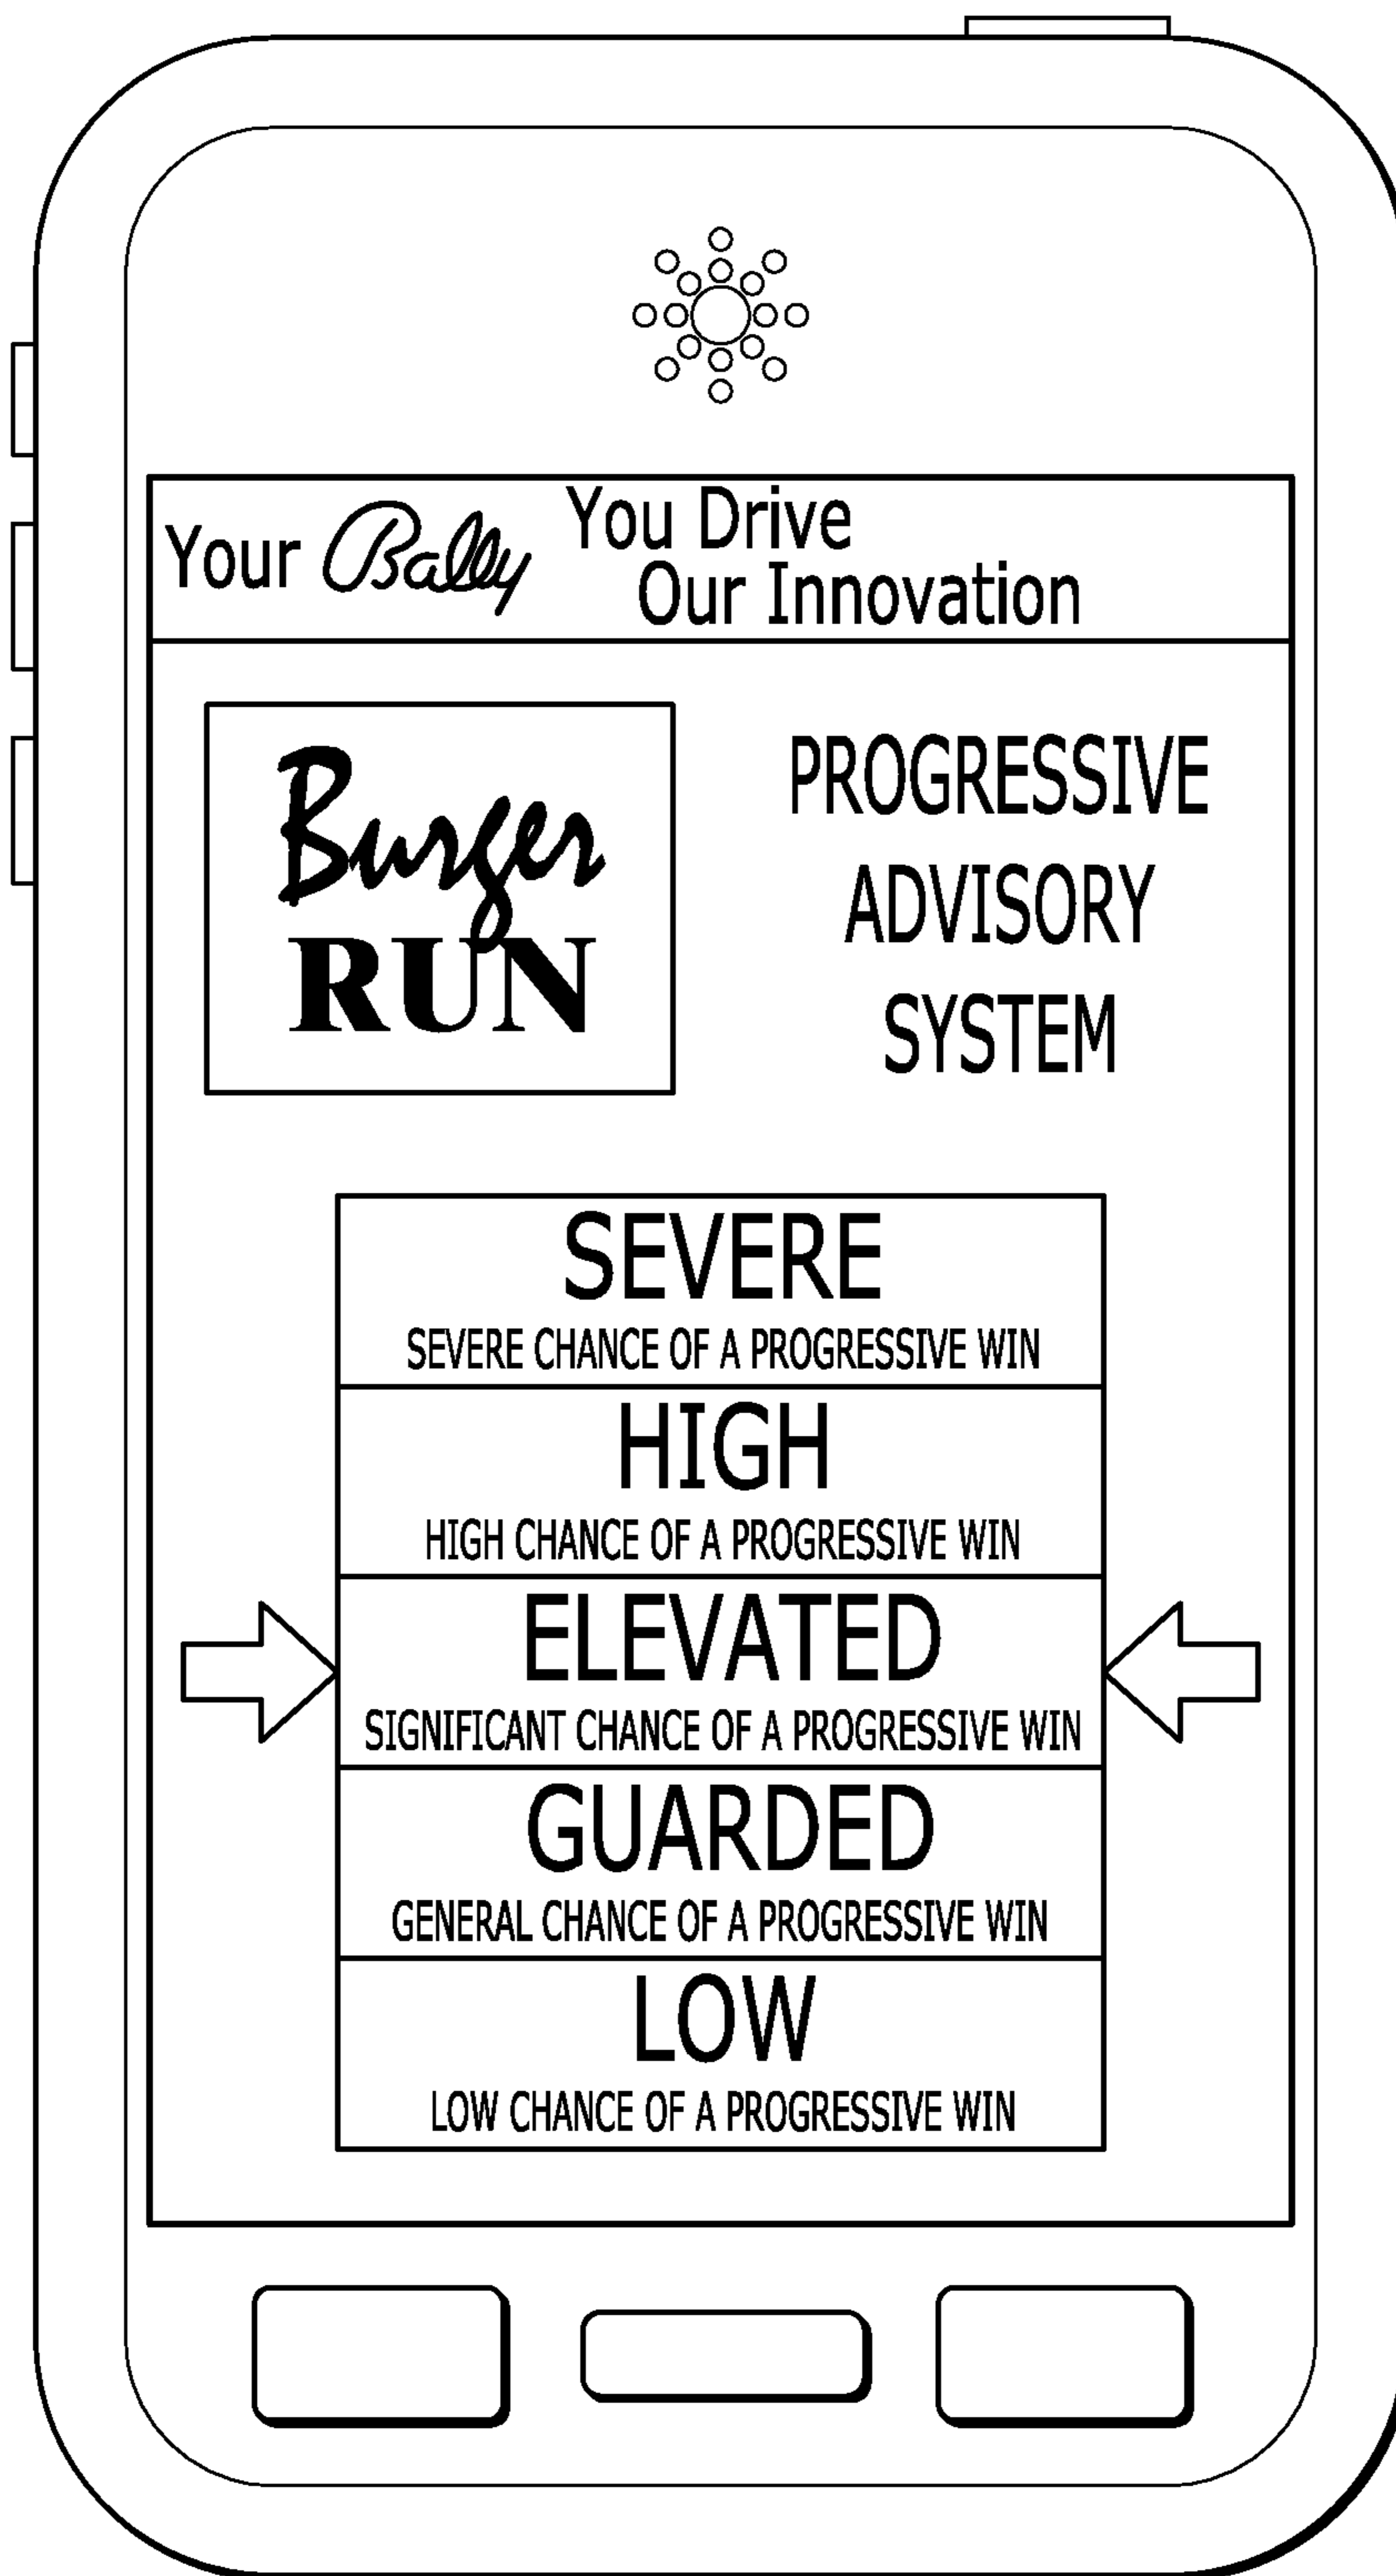 Your Bally
You Drive
Our Innovation
Burger
RUN
PROGRESSIVE
ADVISORY
SYSTEM
SEVERE
SEVERE CHANCE OF A PROGRESSIVE WIN
HIGH
HIGH CHANCE OF A PROGRESSIVE WIN
ELEVATED
SIGNIFICANT CHANCE OF A PROGRESSIVE WIN
GUARDED
GENERAL CHANCE OF A PROGRESSIVE WIN
LOW
LOW CHANCE OF A PROGRESSIVE WIN